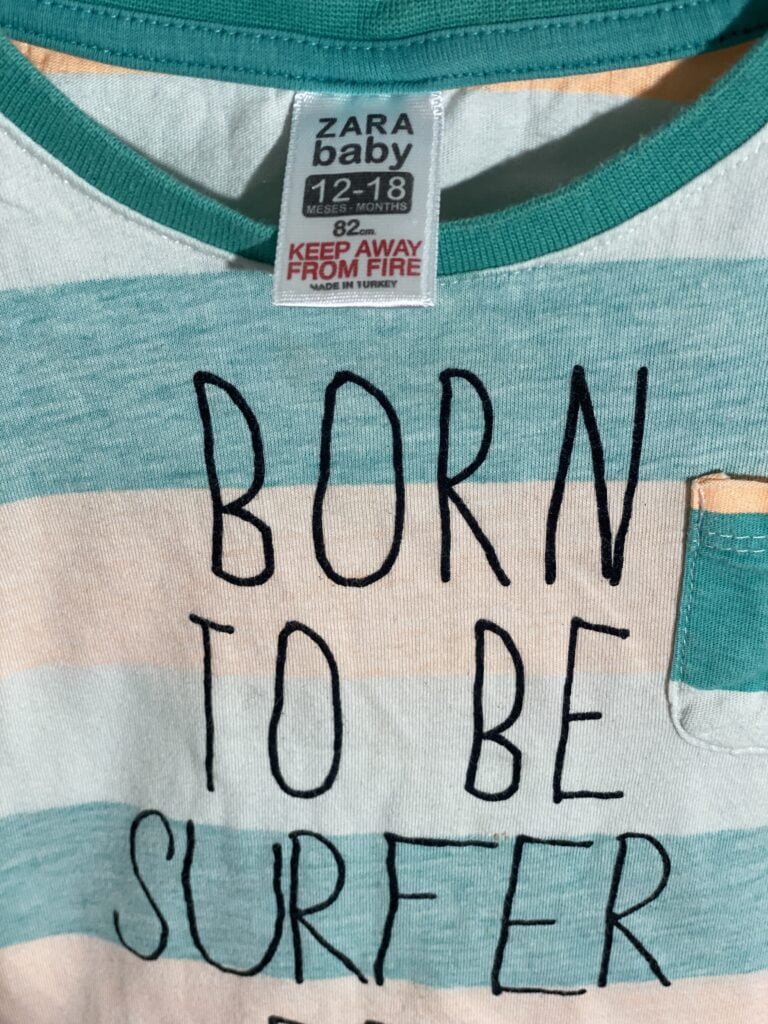 ZARA
baby
12-18
MESES - MONTHS
82cm.
KEEP AWAY
FROM FIRE
MADE IN TURKEY
BORN
TO BE
SURFER